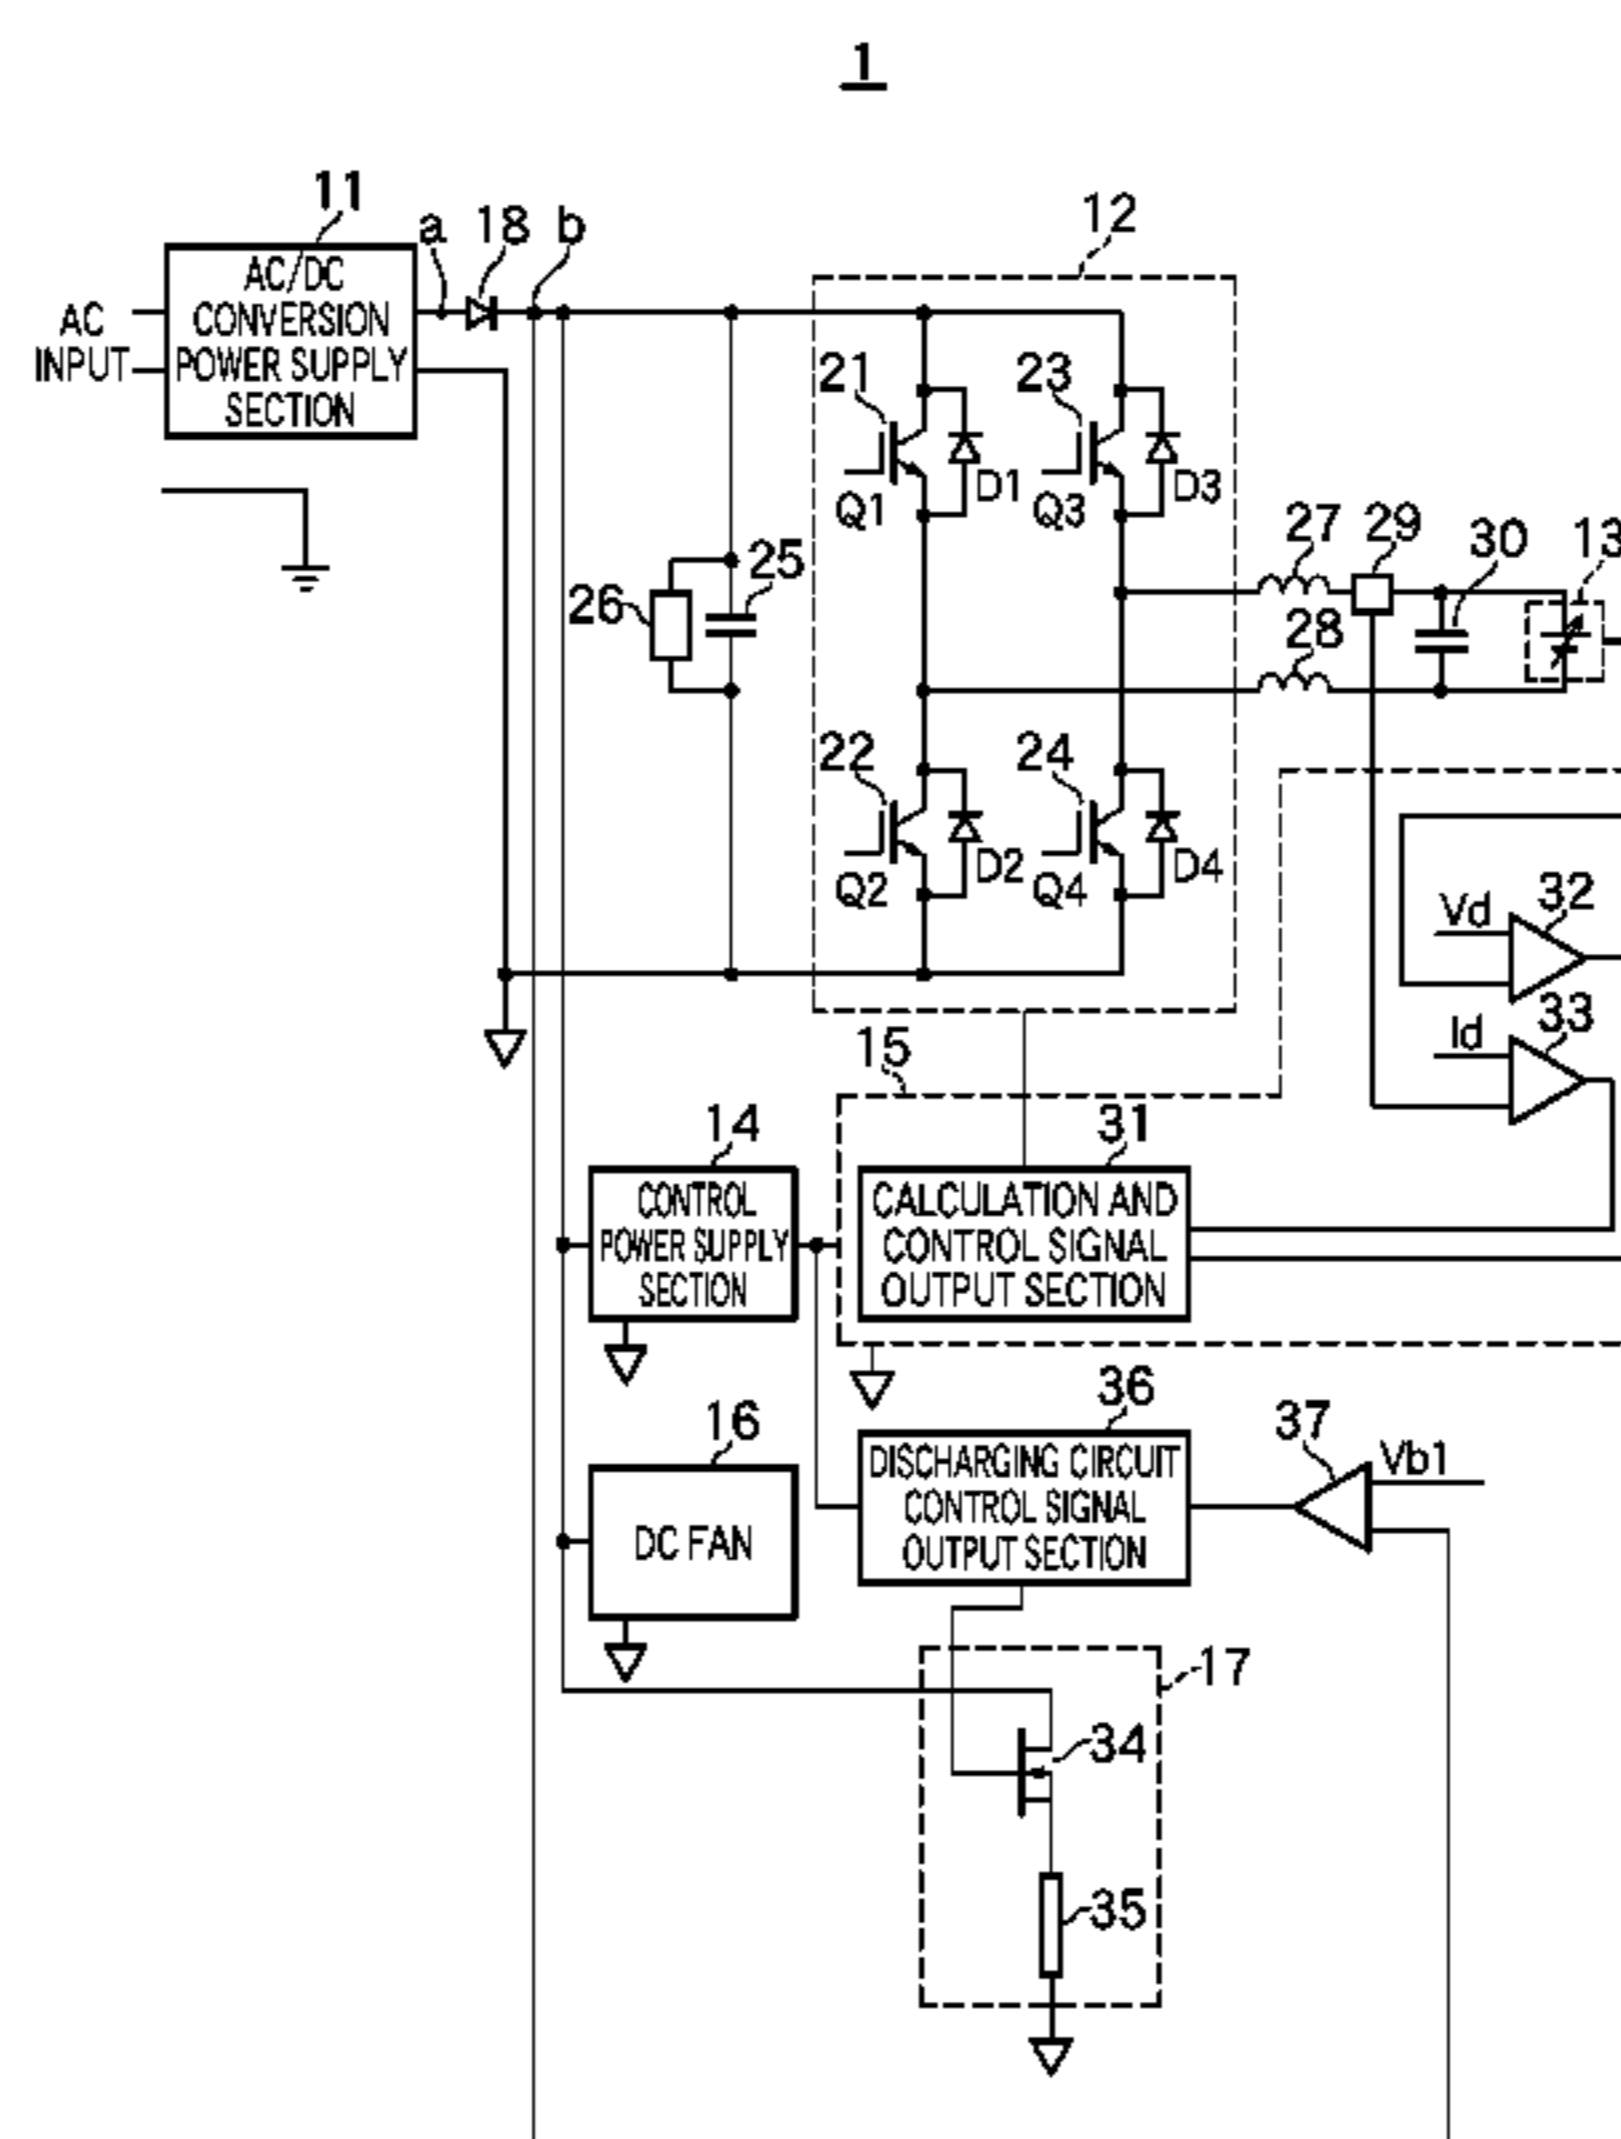 1
11
a 18 b
12
AC/DC
CONVERSION
POWER SUPPLY
SECTION
AC
INPUT
21
23
Q1
D1
Q3
D3
27 29 30 13
26
25
28
22
24
Q2
D2
Q4
D4
Vd 32
Id 33
15
14
31
CONTROL
POWER SUPPLY
SECTION
CALCULATION AND
CONTROL SIGNAL
OUTPUT SECTION
16
36
37
Vb1
DC FAN
DISCHARGING CIRCUIT
CONTROL SIGNAL
OUTPUT SECTION
17
34
35